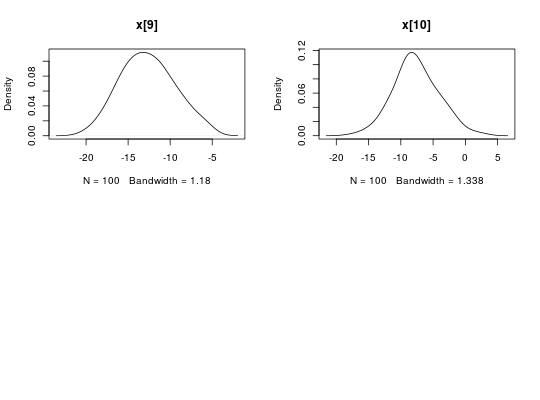 x[9]
Density
0.00 0.04 0.08
-20 -15 -10 -5
N = 100 Bandwidth = 1.18
x[10]
Density
0.00 0.06 0.12
-20 -15 -10 -5 0 5
N = 100 Bandwidth = 1.338